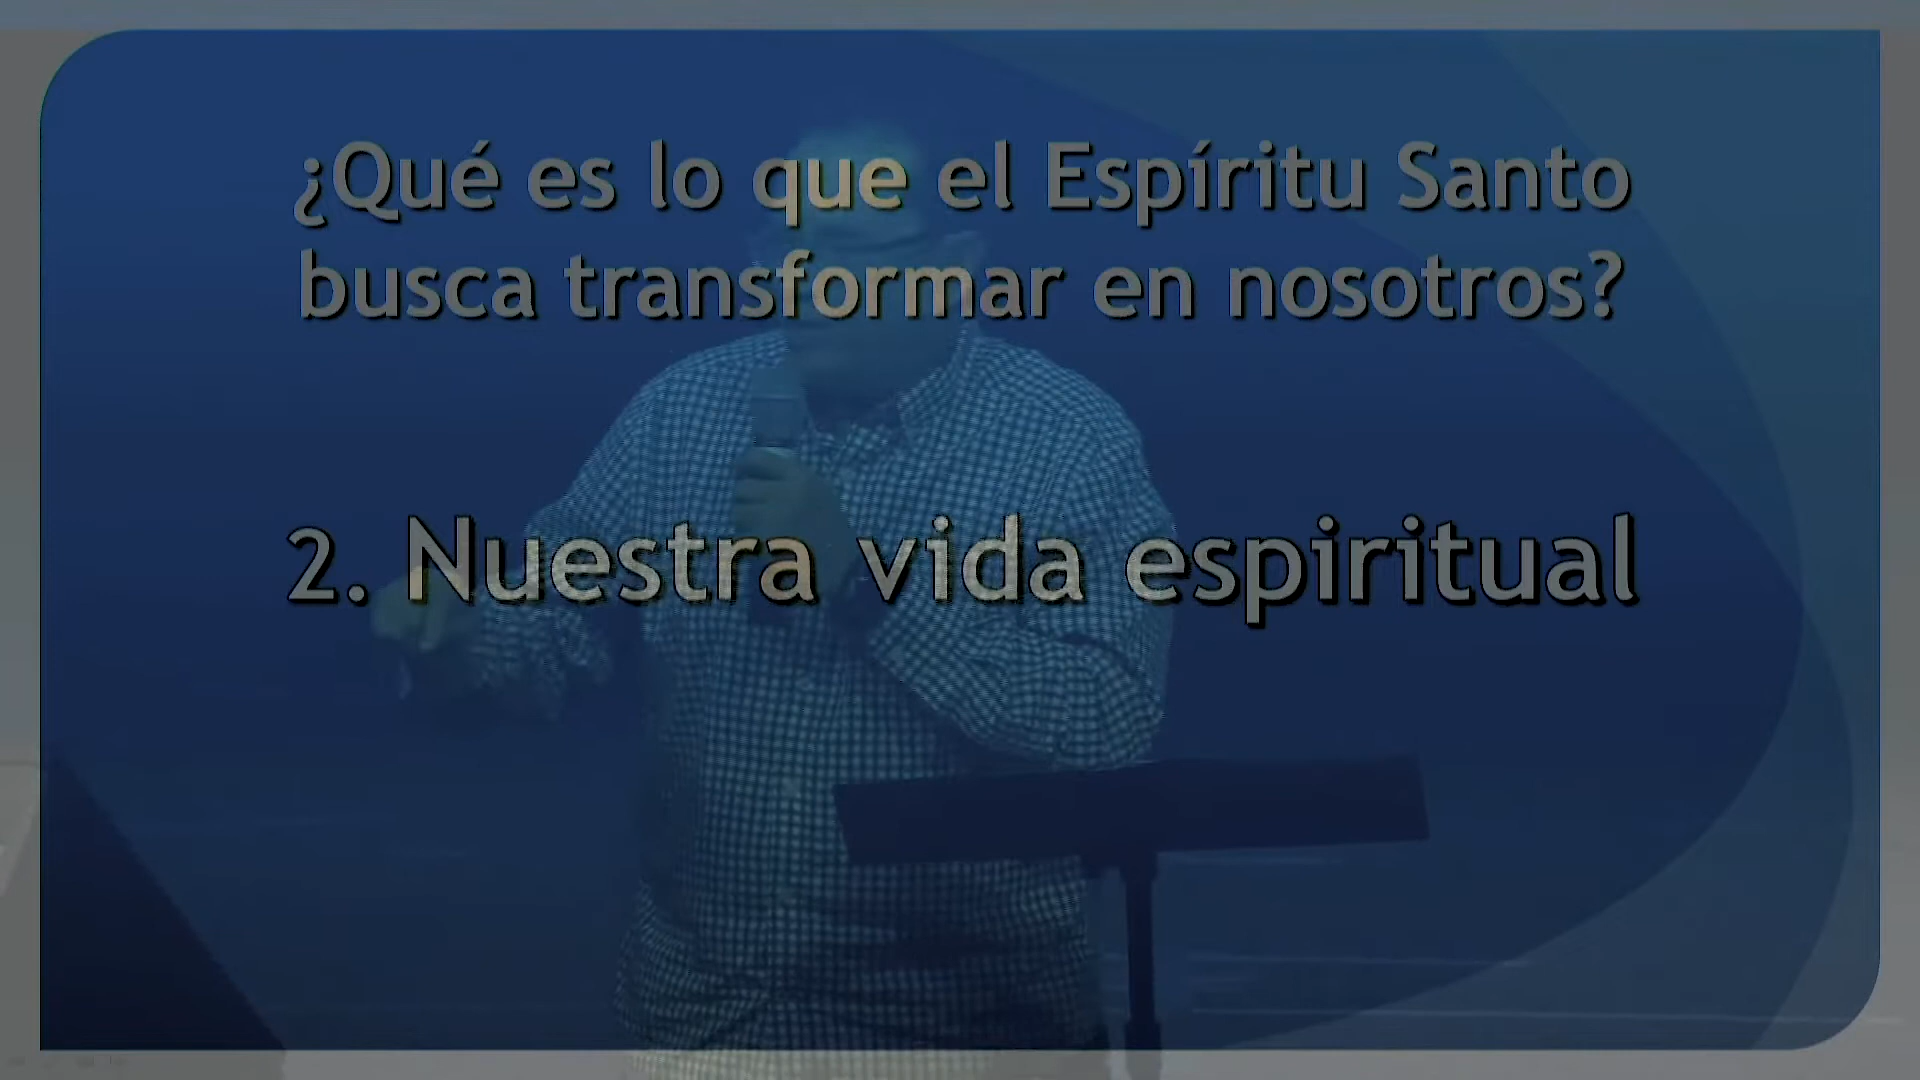 ¿Qué es lo que el Espíritu Santo
busca transformar en nosotros?
2. Nuestra vida espiritual